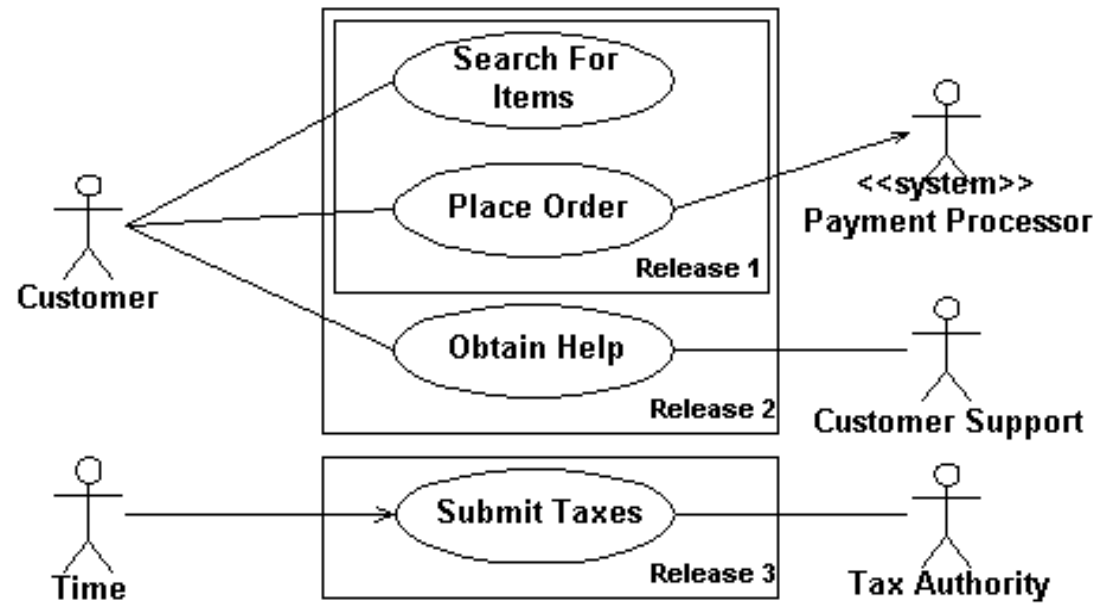 Search For
Items
Place Order
<<system>>
Payment Processor
Release 1
Customer
Obtain Help
Release 2
Customer Support
Submit Taxes
Release 3
Time
Tax Authority